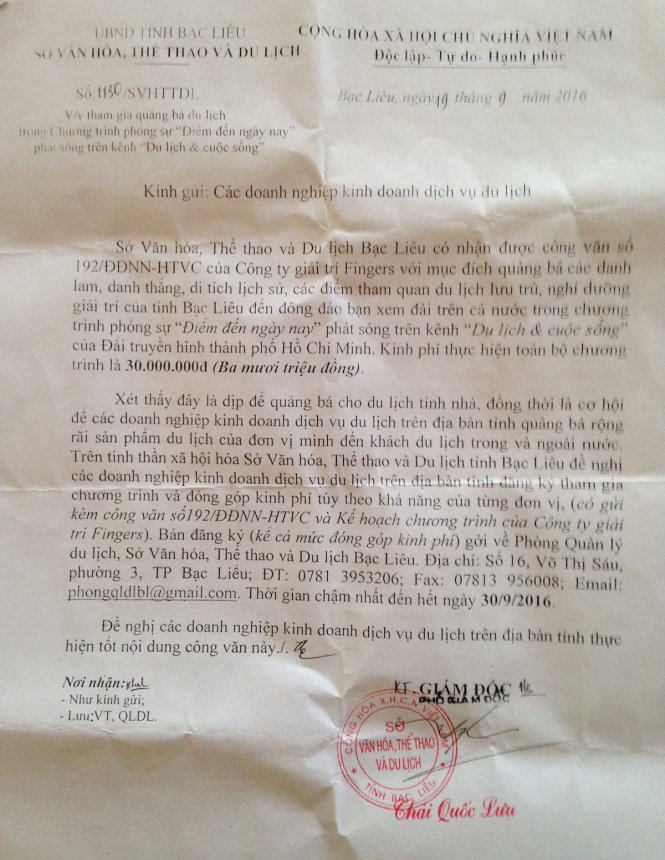 UBND TỈNH BẠC LIÊU
SỞ VĂN HÓA, THỂ THAO VÀ DU LỊCH
CỘNG HÒA XÃ HỘI CHỦ NGHĨA VIỆT NAM
Độc lập- Tự do- Hạnh phúc
Số:1130/SVHTTDL
Bạc Liêu, ngày 19 tháng 9 năm 2016
V/v tham gia quảng bá du lịch
trong Chương trình phóng sự “Điểm đến ngày nay”
phát sóng trên kênh “Du lịch & cuộc sống”
Kính gửi: Các doanh nghiệp kinh doanh dịch vụ du lịch
Sở Văn hóa, Thể thao và Du lịch Bạc Liêu có nhận được công văn số
192/ĐĐNN-HTVC của Công ty giải trí Fingers với mục đích quảng bá các danh
lam, danh thắng, di tích lịch sử, các điểm tham quan du lịch lưu trú, nghỉ dưỡng
giải trí của tỉnh Bạc Liêu đến đông đảo bạn xem đài trên cả nước trong chương
trình phóng sự “Điểm đến ngày nay” phát sóng trên kênh “Du lịch & cuộc sống”
của Đài truyền hình thành phố Hồ Chí Minh. Kinh phí thực hiện toàn bộ chương
trình là 30.000.000đ (Ba mươi triệu đồng).
Xét thấy đây là dịp để quảng bá cho du lịch tỉnh nhà, đồng thời là cơ hội
để các doanh nghiệp kinh doanh dịch vụ du lịch trên địa bàn tỉnh quảng bá rộng
rãi sản phẩm du lịch của đơn vị mình đến khách du lịch trong và ngoài nước.
Trên tinh thần xã hội hóa Sở Văn hóa, Thể thao và Du lịch tỉnh Bạc Liêu đề nghị
các doanh nghiệp kinh doanh dịch vụ du lịch trên địa bàn tỉnh đăng ký tham gia
chương trình và đóng góp kinh phí tùy theo khả năng của từng đơn vị, (có gửi
kèm công văn số192/ĐĐNN-HTVC và Kế hoạch chương trình của Công ty giải
trí Fingers). Bản đăng ký (kể cả mức đóng góp kinh phí) gởi về Phòng Quản lý
du lịch, Sở Văn hóa, Thể thao và Du lịch Bạc Liêu. Địa chỉ: Số 16, Võ Thị Sáu,
phường 3, TP Bạc Liêu; ĐT: 0781 3953206; Fax: 07813 956008; Email:
phongqldlbl@gmail.com. Thời gian chậm nhất đến hết ngày 30/9/2016.
Đề nghị các doanh nghiệp kinh doanh dịch vụ du lịch trên địa bàn tỉnh thực
hiện tốt nội dung công văn này./.
Nơi nhận:
- Như kính gửi;
- Lưu:VT, QLDL.
KT. GIÁM ĐỐC
PHÓ GIÁM ĐỐC
CỘNG HÒA X.H.C.N VIỆT NAM
SỞ
VĂN HÓA, THỂ THAO
VÀ DU LỊCH
TỈNH BẠC LIÊU
Thái Quốc Lưu